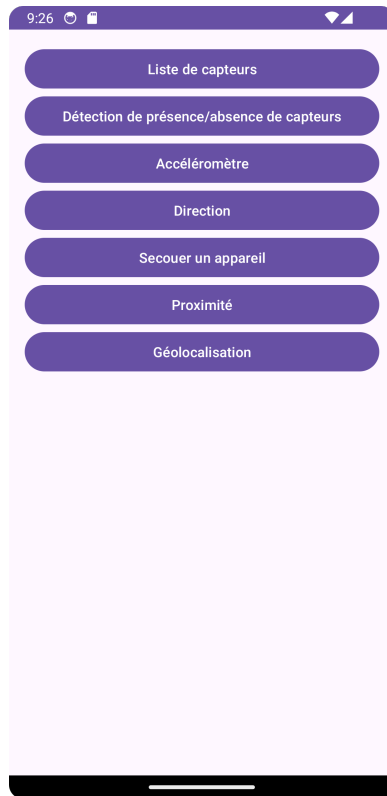 9:26
Liste de capteurs
Détection de présence/absence de capteurs
Accéléromètre
Direction
Secouer un appareil
Proximité
Géolocalisation